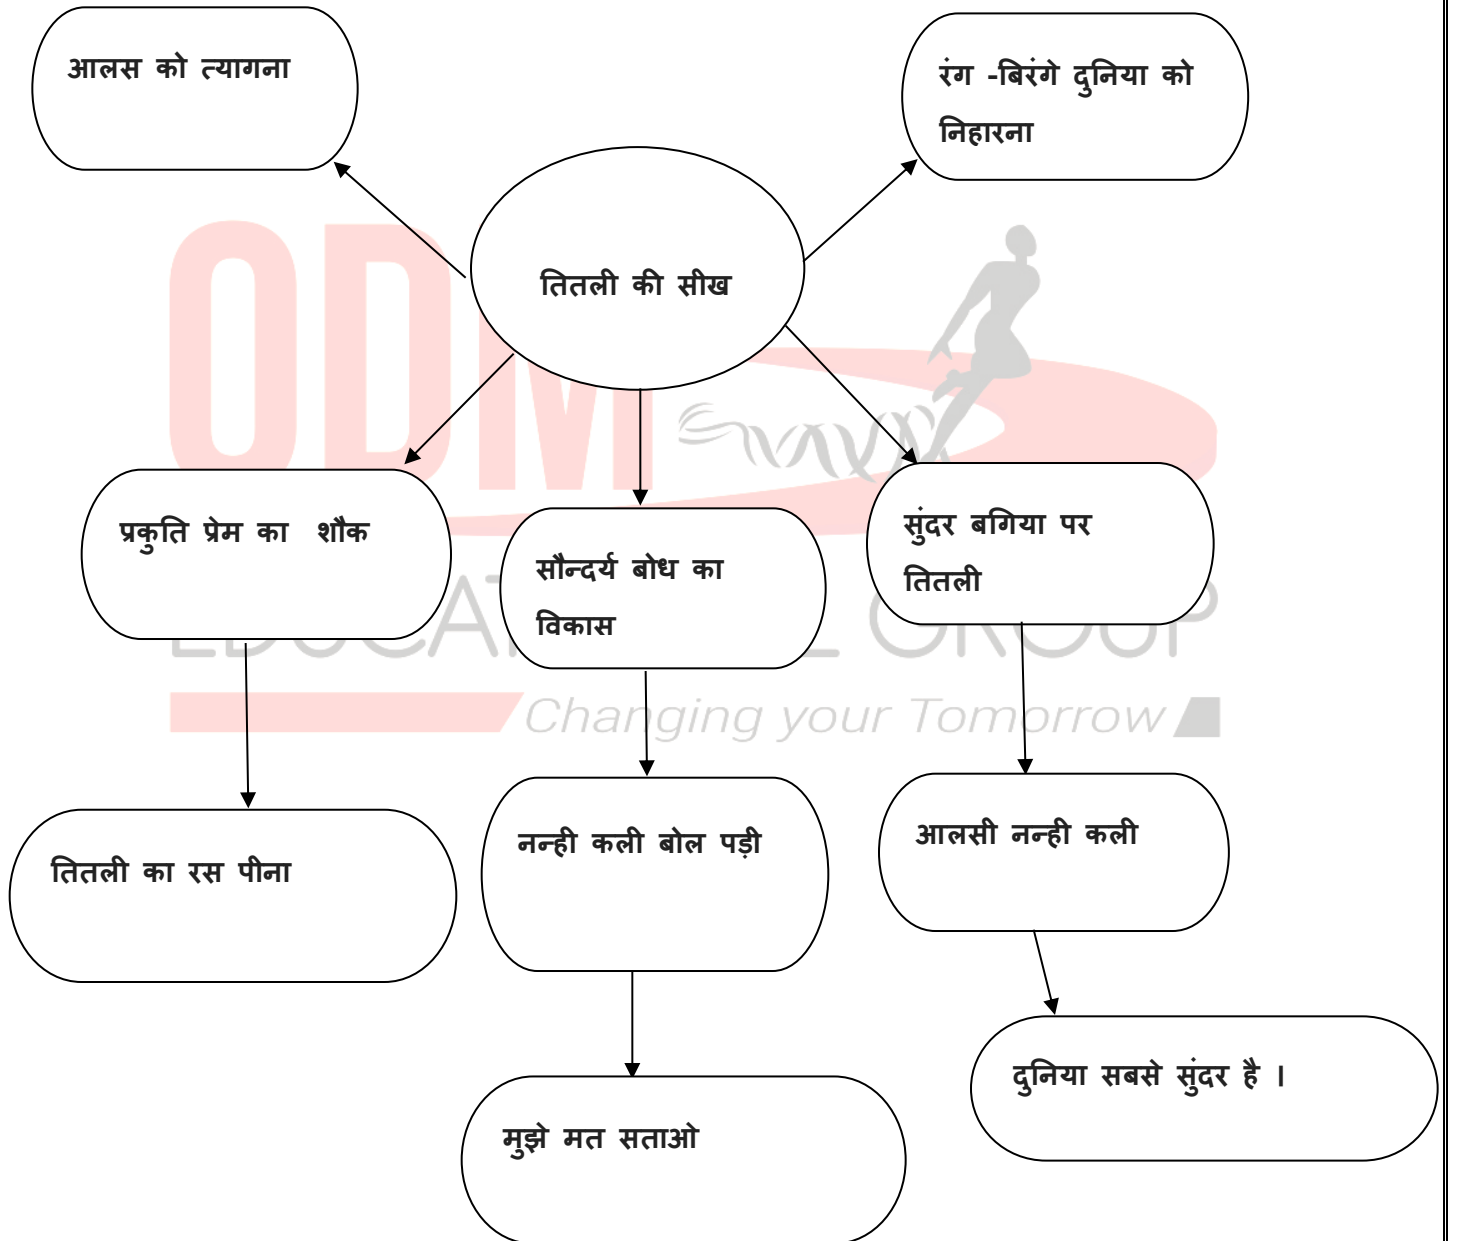 आलस को त्यागना
रंग -बिरंगे दुनिया को
निहारना
तितली की सीख
ODM
प्रकुति प्रेम का शौक
सौन्दर्य बोध का
विकास
सुंदर बगिया पर
तितली
GROUP
Changing your Tomorrow
तितली का रस पीना
नन्ही कली बोल पड़ी
आलसी नन्ही कली
मुझे मत सताओ
दुनिया सबसे सुंदर है ।